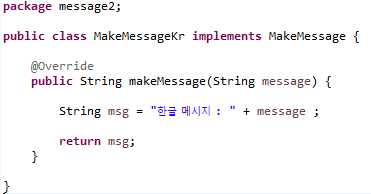 package message2;
public class MakeMessageKr implements MakeMessage {
@Override
public String makeMessage(String message) {
String msg = "한글 메시지 : " + message ;
return msg;
}
}